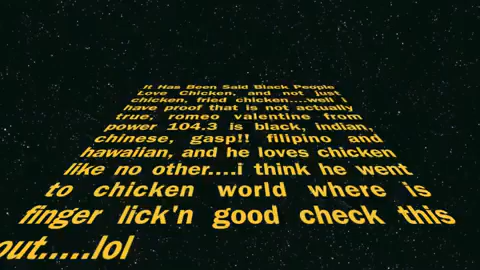 It Has Been Said Black People
Love Chicken, and not just
chicken, fried chicken....well i
have proof that is not actually
true, romeo valentine from
power 104.3 is black, indian,
chinese, gasp!! filipino and
hawaiian, and he loves chicken
like no other....i think he went
to chicken world where is
finger lick'n good check this
out.....lol